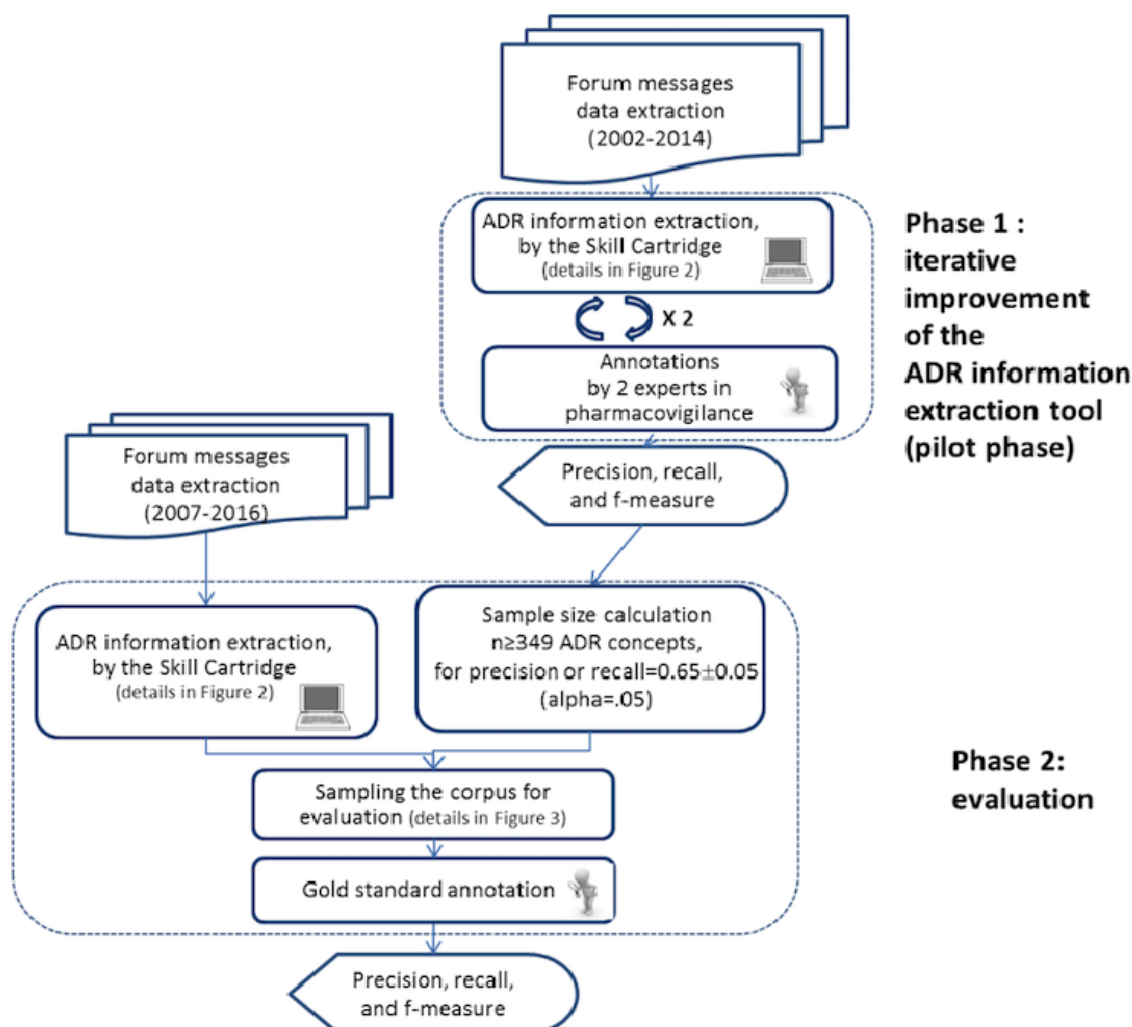 Forum messages
data extraction
(2002-2014)
ADR information extraction,
by the Skill Cartridge
(details in Figure 2)
X 2
Annotations
by 2 experts in
pharmacovigilance
Phase 1 :
iterative
improvement
of the
ADR information
extraction tool
(pilot phase)
Precision, recall,
and f-measure
Forum messages
data extraction
(2007-2016)
ADR information extraction,
by the Skill Cartridge
(details in Figure 2)
Sample size calculation
n≥349 ADR concepts,
for precision or recall=0.65±0.05
(alpha=.05)
Sampling the corpus for
evaluation (details in Figure 3)
Gold standard annotation
Phase 2:
evaluation
Precision, recall,
and f-measure